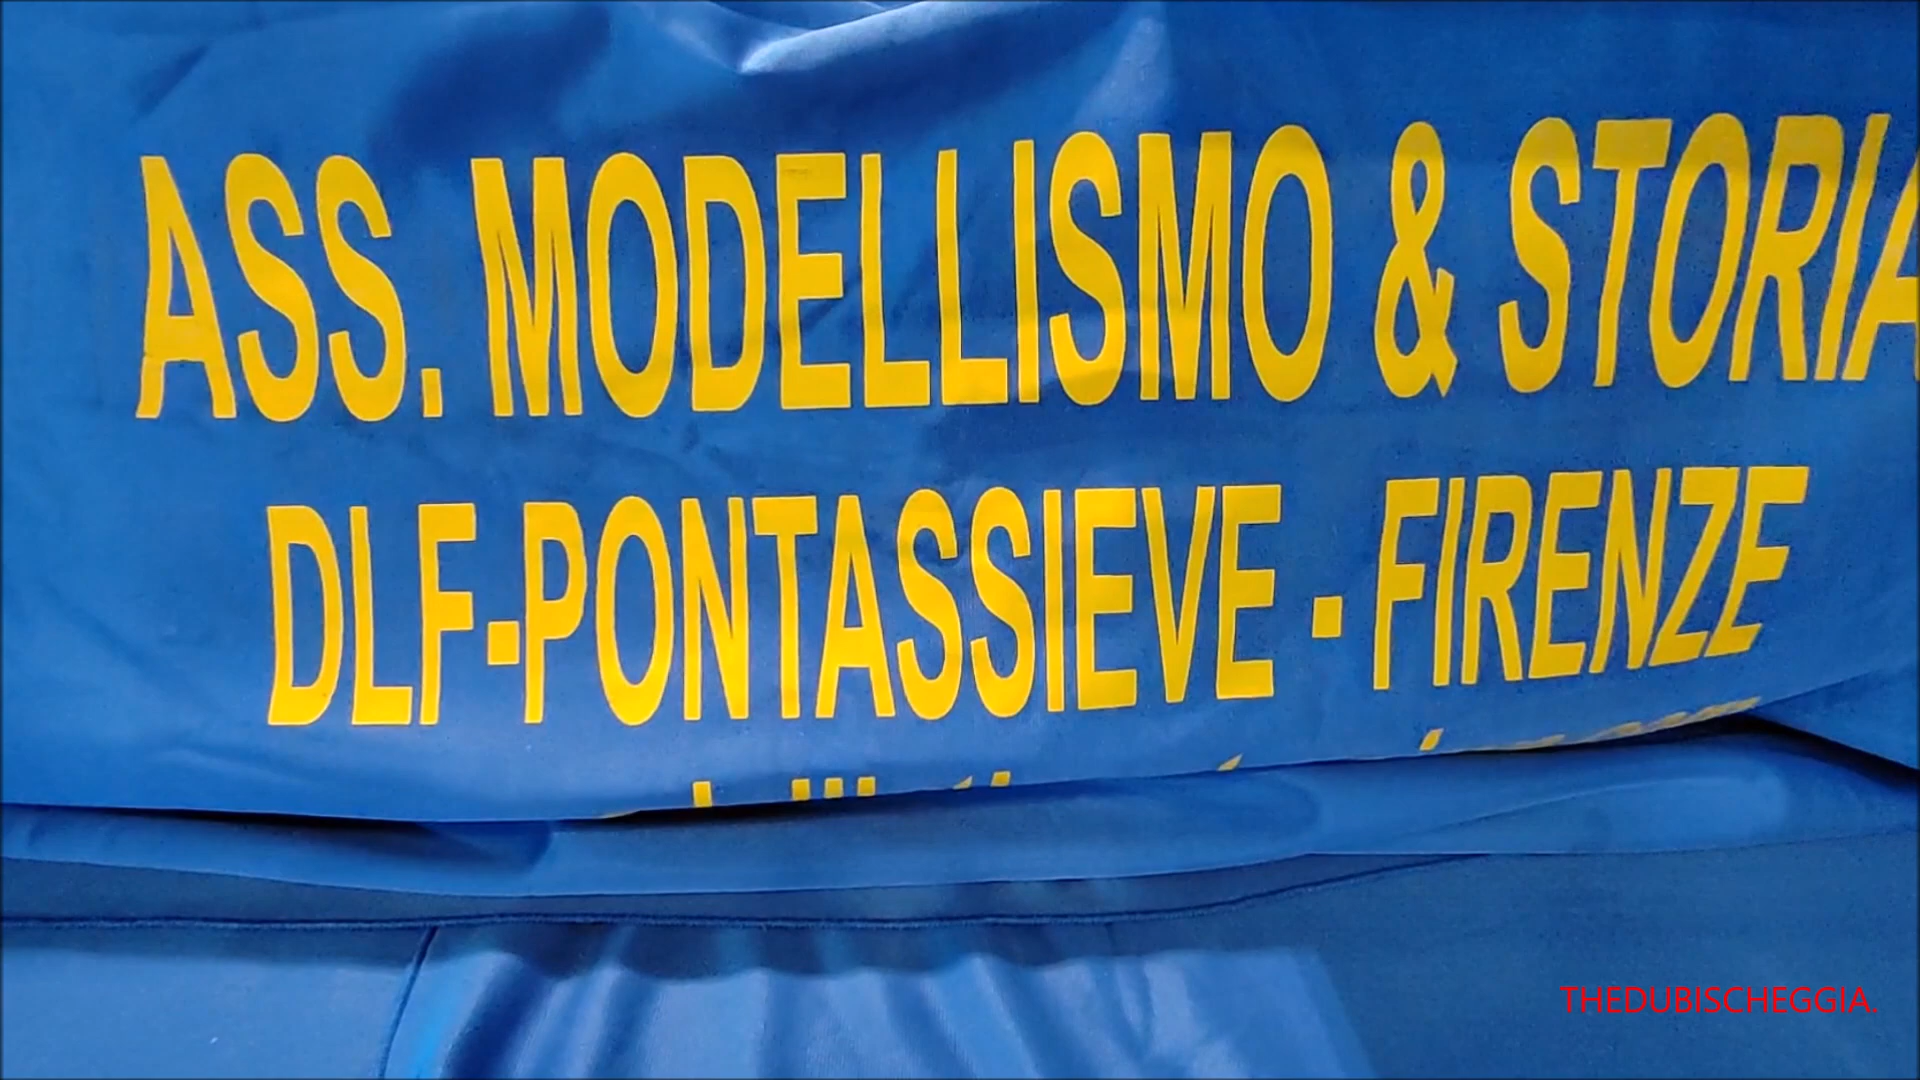 ASS. MODELLISMO & STORIA
DLF-PONTASSIEVE - FIRENZE
THEDUBISCHEGGIA.